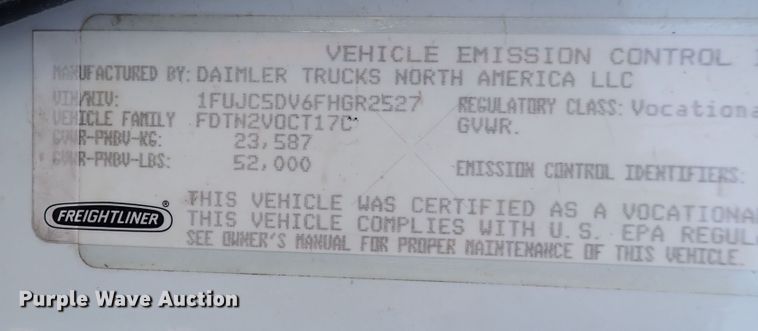 VEHICLE EMISSION CONTROL
MANUFACTURED BY: DAIMLER TRUCKS NORTH AMERICA LLC
VIN/NIV: 1FUJC5DV6FHGR2527 REGULATORY CLASS: Vocationa
VEHICLE FAMILY FDTN2VOCT17C GVWR.
GVWR-PNBV-KG: 23,587
GVWR-PNBV-LBS: 52,000 EMISSION CONTROL IDENTIFIERS:
THIS VEHICLE WAS CERTIFIED AS A VOCATIONA
THIS VEHICLE COMPLIES WITH U.S. EPA REGUL
SEE OWNER'S MANUAL FOR PROPER MAINTENANCE OF THIS VEHICLE.
FREIGHTLINER®
Purple Wave Auction